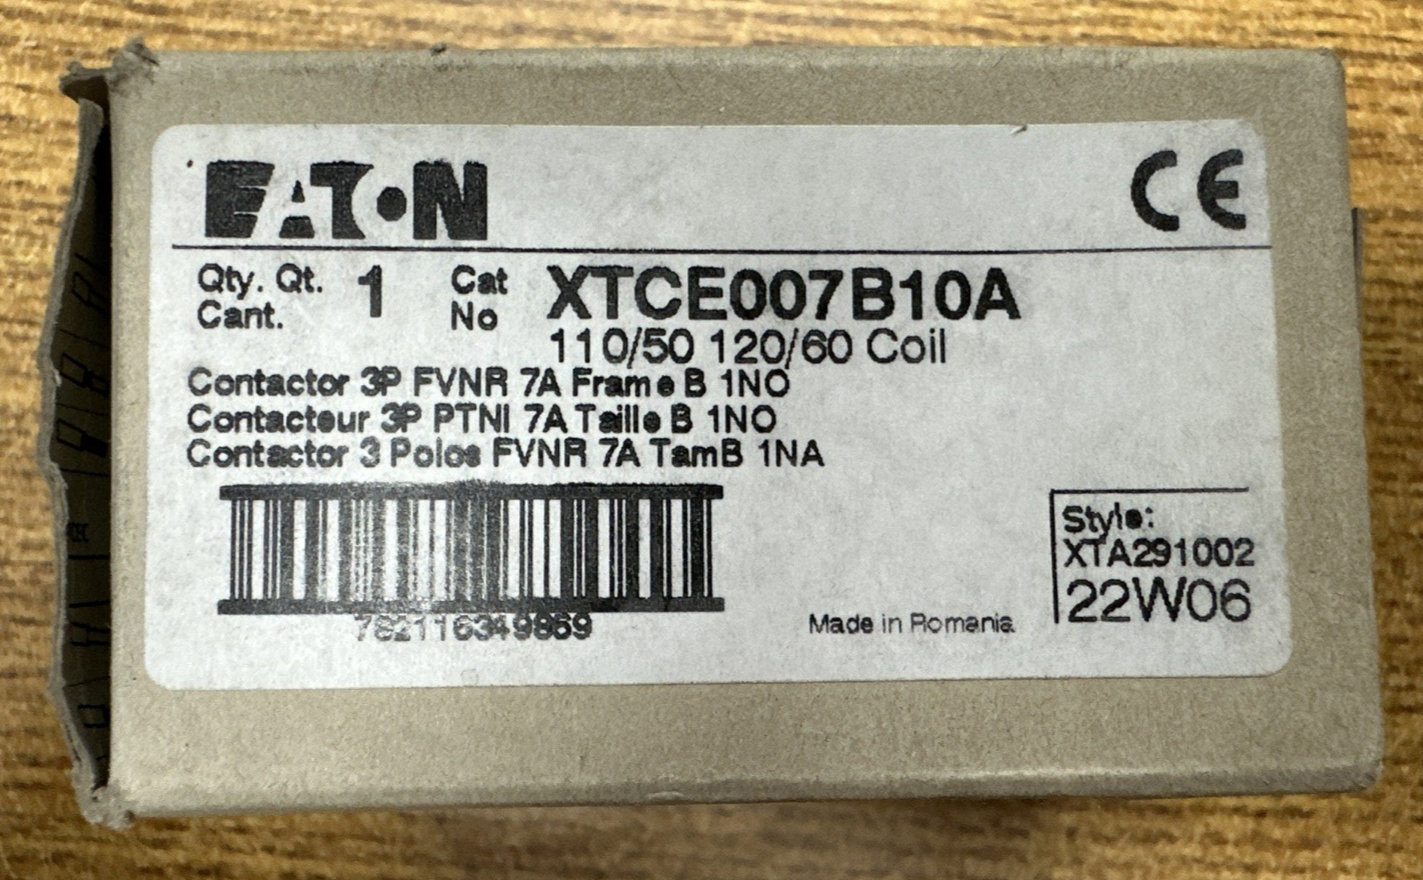 EATON
CE
Qty. Qt. 1 Cat XTCE007B10A
Cant. No
110/50 120/60 Coil
Contactor 3P FVNR 7A Frame B 1NO
Contacteur 3P PTNI 7A Taille B 1NO
Contactor 3 Polos FVNR 7A TamB 1NA
Style:
XTA291002
22W06
782116349869
Made in Romania